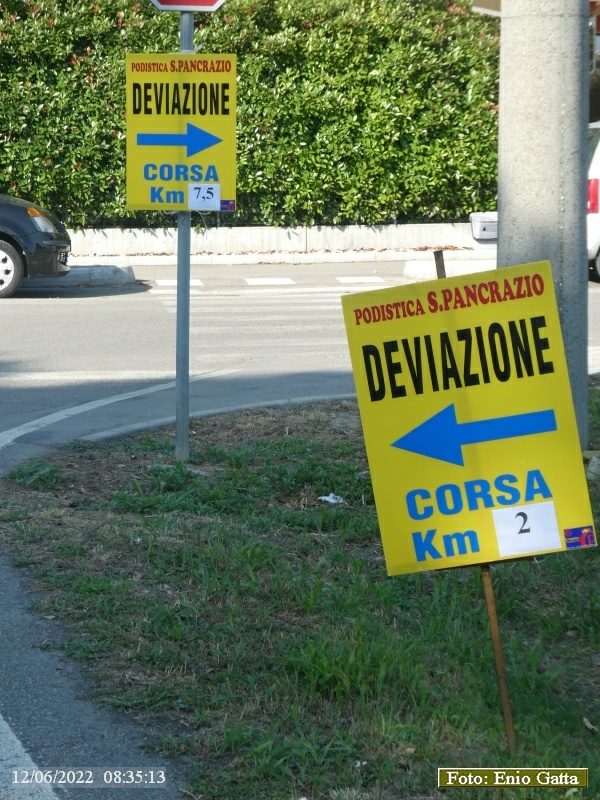 PODISTICA S.PANCRAZIO
DEVIAZIONE
CORSA
Km 7,5
PODISTICA S.PANCRAZIO
DEVIAZIONE
CORSA
Km 2
12/06/2022 08:35:13
Foto: Enio Gatta